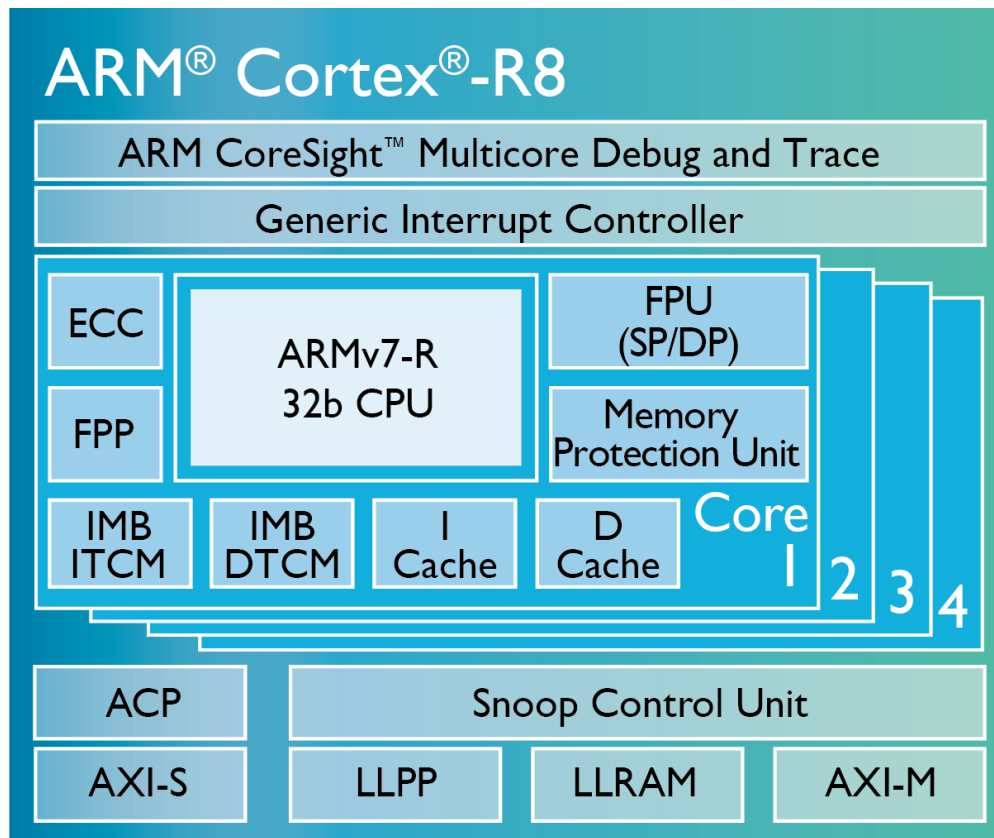 ARM® Cortex®-R8
ARM CoreSight™ Multicore Debug and Trace
Generic Interrupt Controller
ECC
ARMv7-R
32b CPU
FPU
(SP/DP)
FPP
Memory
Protection Unit
IMB
ITCM
IMB
DTCM
I
Cache
D
Cache
Core
1
2
3
4
ACP
Snoop Control Unit
AXI-S
LLPP
LLRAM
AXI-M